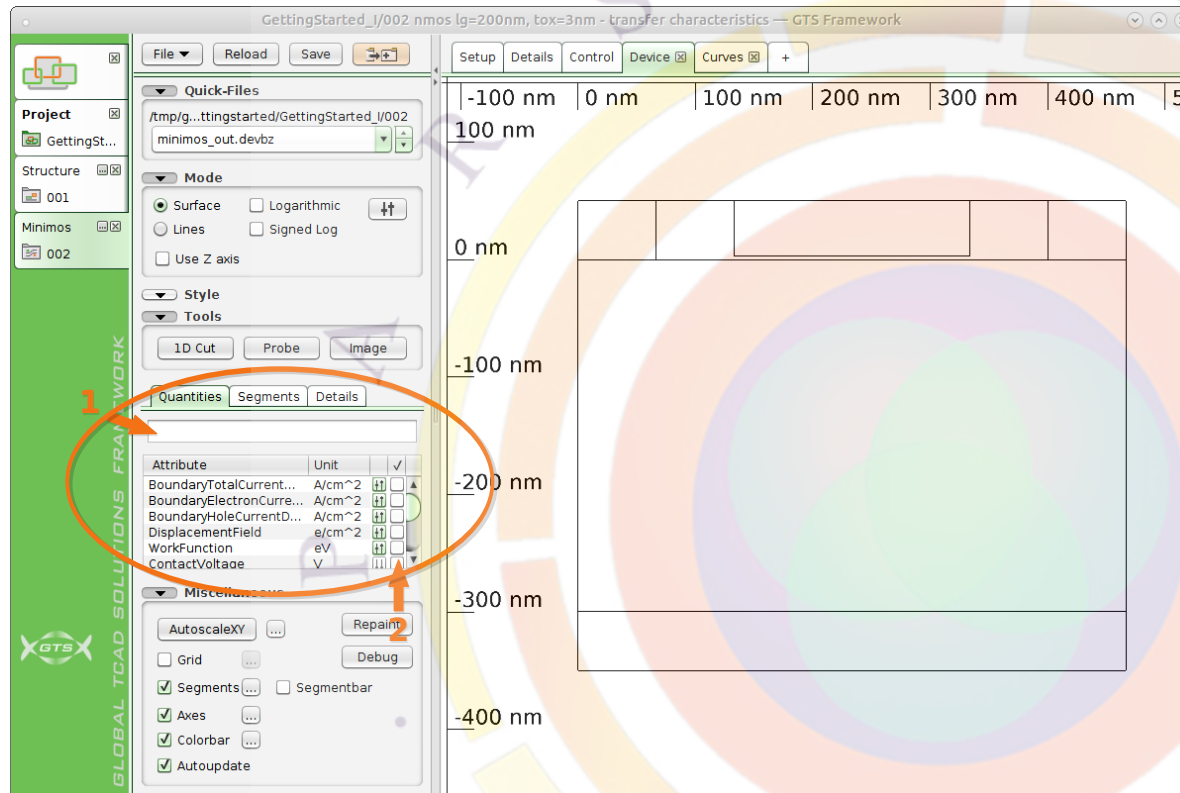 GettingStarted_I/002 nmos lg=200nm, tox=3nm - transfer characteristics — GTS Framework
Project
GettingSt...
Structure
001
Minimos
002
GLOBAL TCAD SOLUTIONS FRAMEWORK
GTS
File Reload Save
Quick-Files
/tmp/g...ttingstarted/GettingStarted_I/002
minimos_out.devbz
Mode
Surface Logarithmic
Lines Signed Log
Use Z axis
Style
Tools
1D Cut Probe Image
Quantities Segments Details
1
Attribute Unit ✓
BoundaryTotalCurrent... A/cm^2
BoundaryElectronCurre... A/cm^2
BoundaryHoleCurrentD... A/cm^2
DisplacementField e/cm^2
WorkFunction eV
ContactVoltage V
Miscellaneous
2
AutoscaleXY ... Repaint
Grid ... Debug
Segments ... Segmentbar
Axes ...
Colorbar ...
Autoupdate
Setup Details Control Device Curves +
-100 nm 0 nm 100 nm 200 nm 300 nm 400 nm 5
100 nm
0 nm
-100 nm
-200 nm
-300 nm
-400 nm